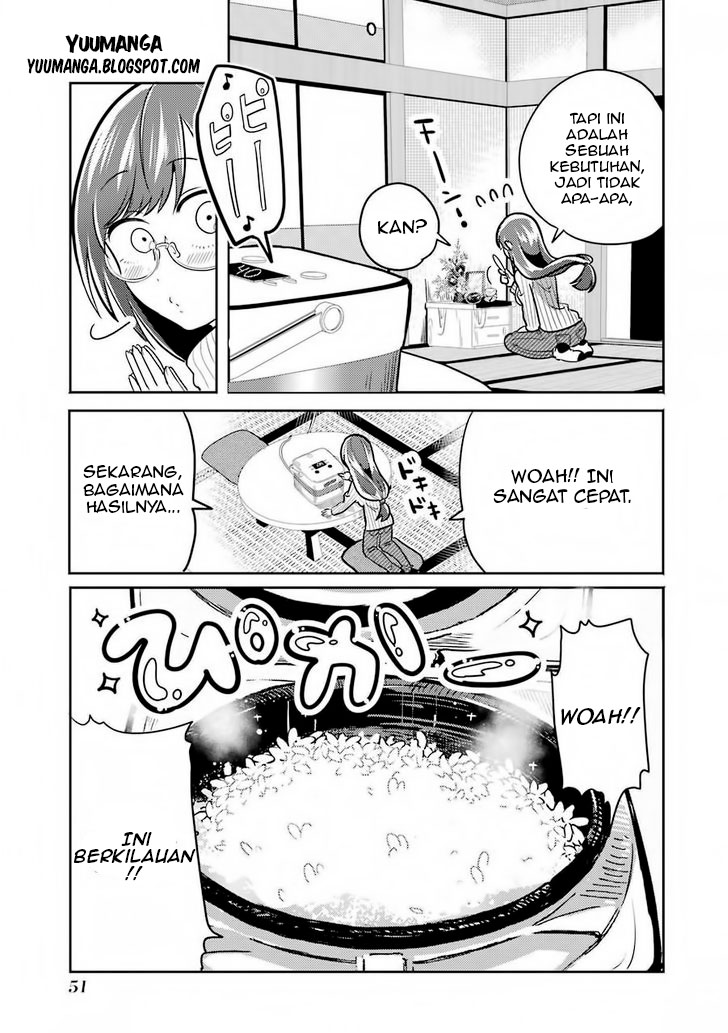 YUUMANGA
YUUMANGA.BLOGSPOT.COM
TAPI INI
ADALAH
SEBUAH
KEBUTUHAN,
JADI TIDAK
APA-APA,
KAN?
チーン
ピピー
40
WOAH!! INI
SANGAT CEPAT.
ドキドキ
SEKARANG,
BAGAIMANA
HASILNYA...
ぴかー
WOAH!!
INI
BERKILAUAN
!!
51